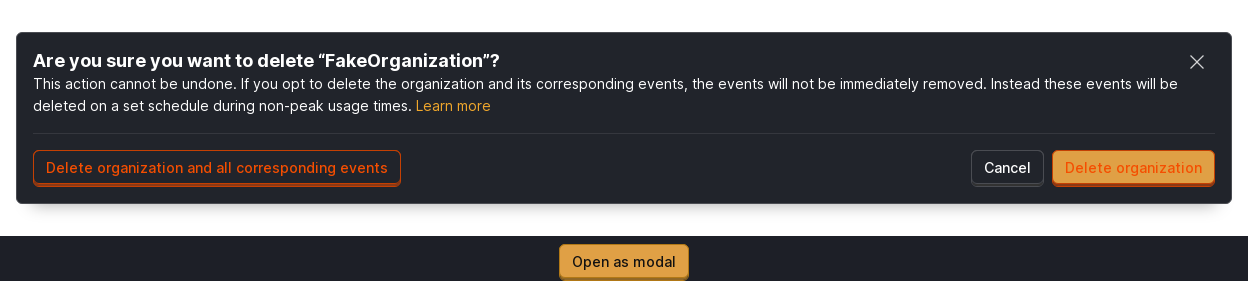 Are you sure you want to delete “FakeOrganization”?
This action cannot be undone. If you opt to delete the organization and its corresponding events, the events will not be immediately removed. Instead these events will be
deleted on a set schedule during non-peak usage times. Learn more
Delete organization and all corresponding events
Cancel
Delete organization
Open as modal